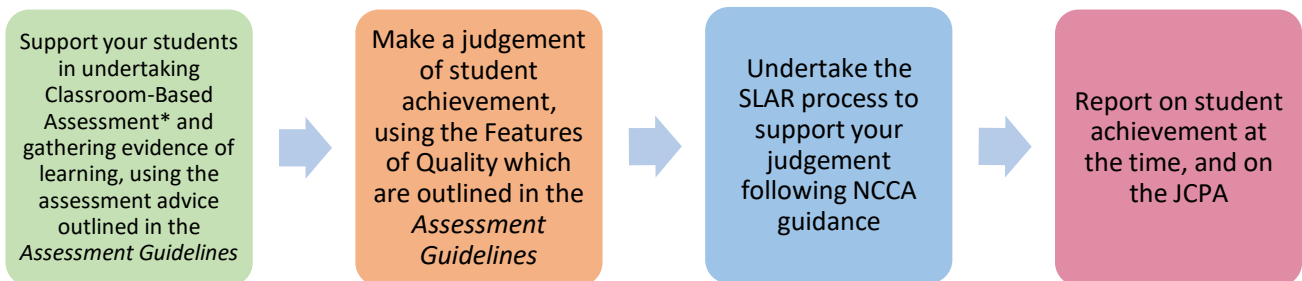 Support your students
in undertaking
Classroom-Based
Assessment* and
gathering evidence of
learning, using the
assessment advice
outlined in the
Assessment Guidelines
Make a judgement
of student
achievement,
using the Features
of Quality which
are outlined in the
Assessment
Guidelines
Undertake the
SLAR process to
support your
judgement
following NCCA
guidance
Report on student
achievement at
the time, and on
the JCPA